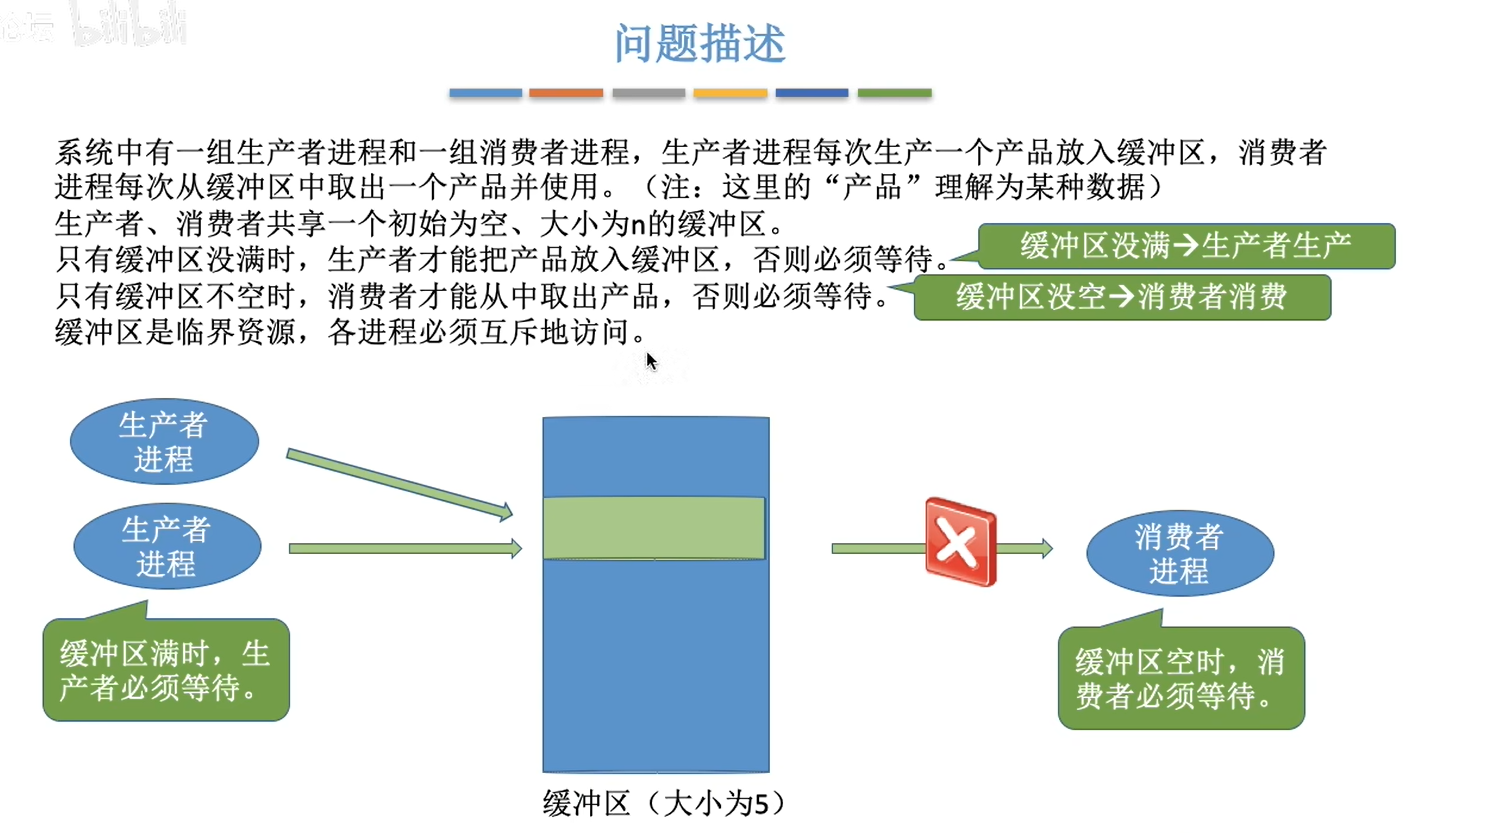 论坛 bilibili
问题描述
系统中有一组生产者进程和一组消费者进程，生产者进程每次生产一个产品放入缓冲区，消费者
进程每次从缓冲区中取出一个产品并使用。（注：这里的“产品”理解为某种数据）
生产者、消费者共享一个初始为空、大小为n的缓冲区。
只有缓冲区没满时，生产者才能把产品放入缓冲区，否则必须等待。
缓冲区没满→生产者生产
只有缓冲区不空时，消费者才能从中取出产品，否则必须等待。
缓冲区没空→消费者消费
缓冲区是临界资源，各进程必须互斥地访问。
生产者
进程
生产者
进程
缓冲区满时，生
产者必须等待。
消费者
进程
缓冲区空时，消
费者必须等待。
缓冲区（大小为5）